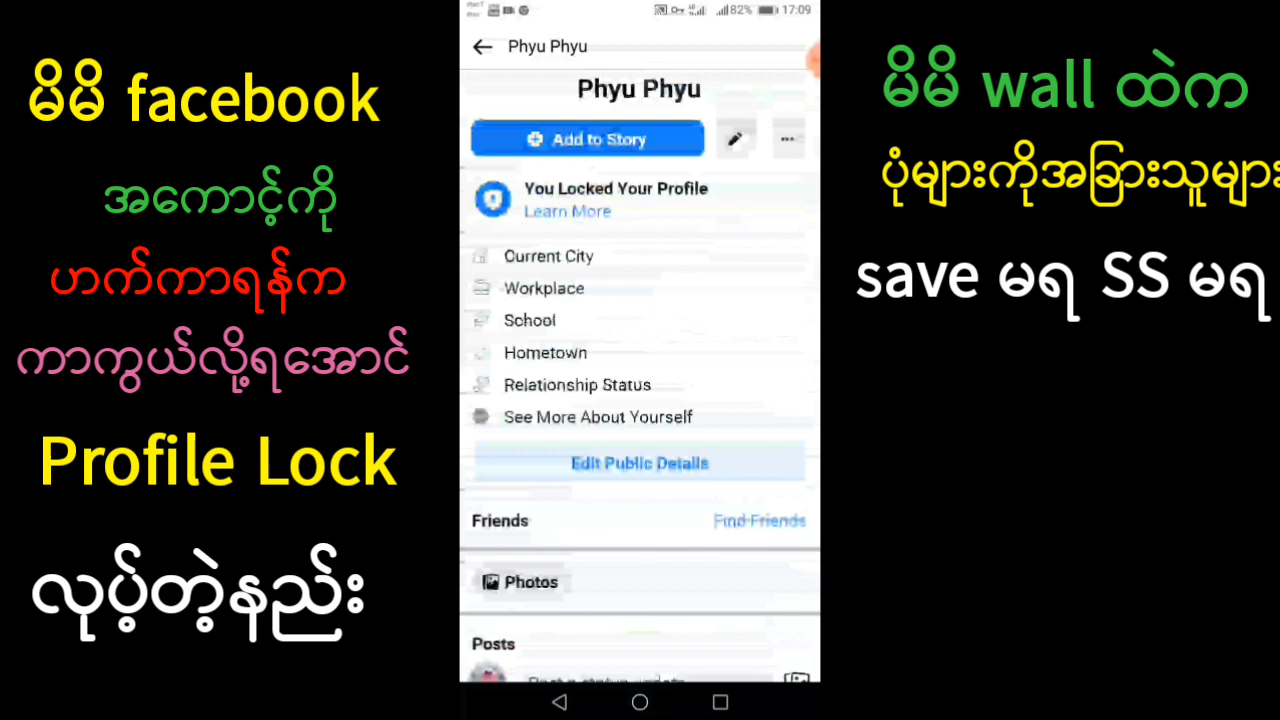 မိမိ facebook
အကောင့်ကို
ဟက်ကာရန်က
ကာကွယ်လို့ရအောင်
Profile Lock
လုပ့်တဲ့နည်း
82% 17:09
Phyu Phyu
Phyu Phyu
Add to Story
You Locked Your Profile
Learn More
Current City
Workplace
School
Hometown
Relationship Status
See More About Yourself
Edit Public Details
Friends Find Friends
Photos
Posts
မိမိ wall ထဲက
ပုံများကိုအခြားသူများ
save မရ SS မရ